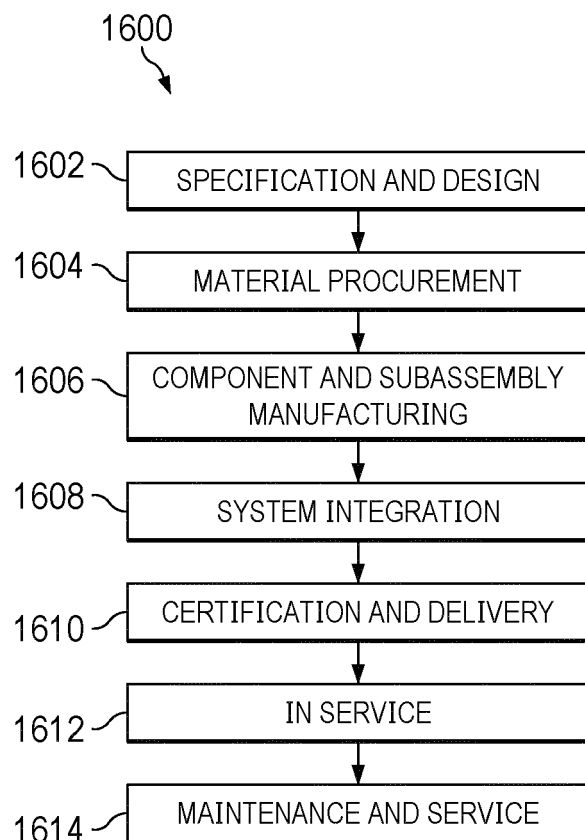 1600
1602
SPECIFICATION AND DESIGN
1604
MATERIAL PROCUREMENT
1606
COMPONENT AND SUBASSEMBLY
MANUFACTURING
1608
SYSTEM INTEGRATION
1610
CERTIFICATION AND DELIVERY
1612
IN SERVICE
1614
MAINTENANCE AND SERVICE